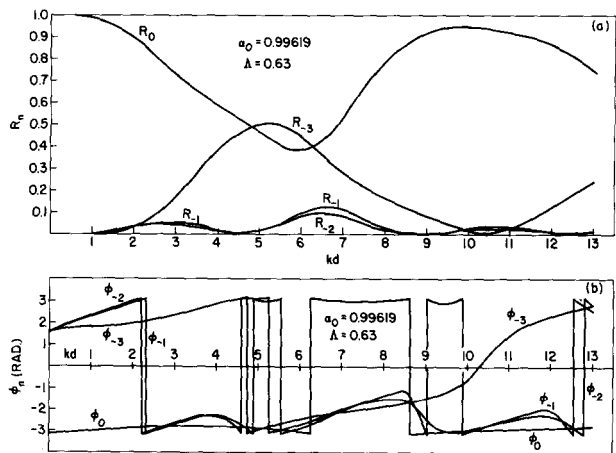 (a)
1.0
R₀
0.9
α₀ = 0.99619
0.8
Λ = 0.63
0.7
0.6
Rₙ
0.5
R₋₃
0.4
0.3
0.2
R₋₁
R₋₁
0.1
R₋₂
1 2 3 4 5 6 7 8 9 10 11 12 13
kd
(b)
3
ϕ₋₂
2
α₀ = 0.99619
ϕ₋₃
ϕ₋₁
Λ = 0.63
ϕ₋₃
1
kd
1 2 3 4 5 6 7 8 9 10 11 12 13
ϕₙ (RAD.)
-1
ϕ₋₂
-2
ϕ₀
ϕ₋₁
-3
ϕ₀